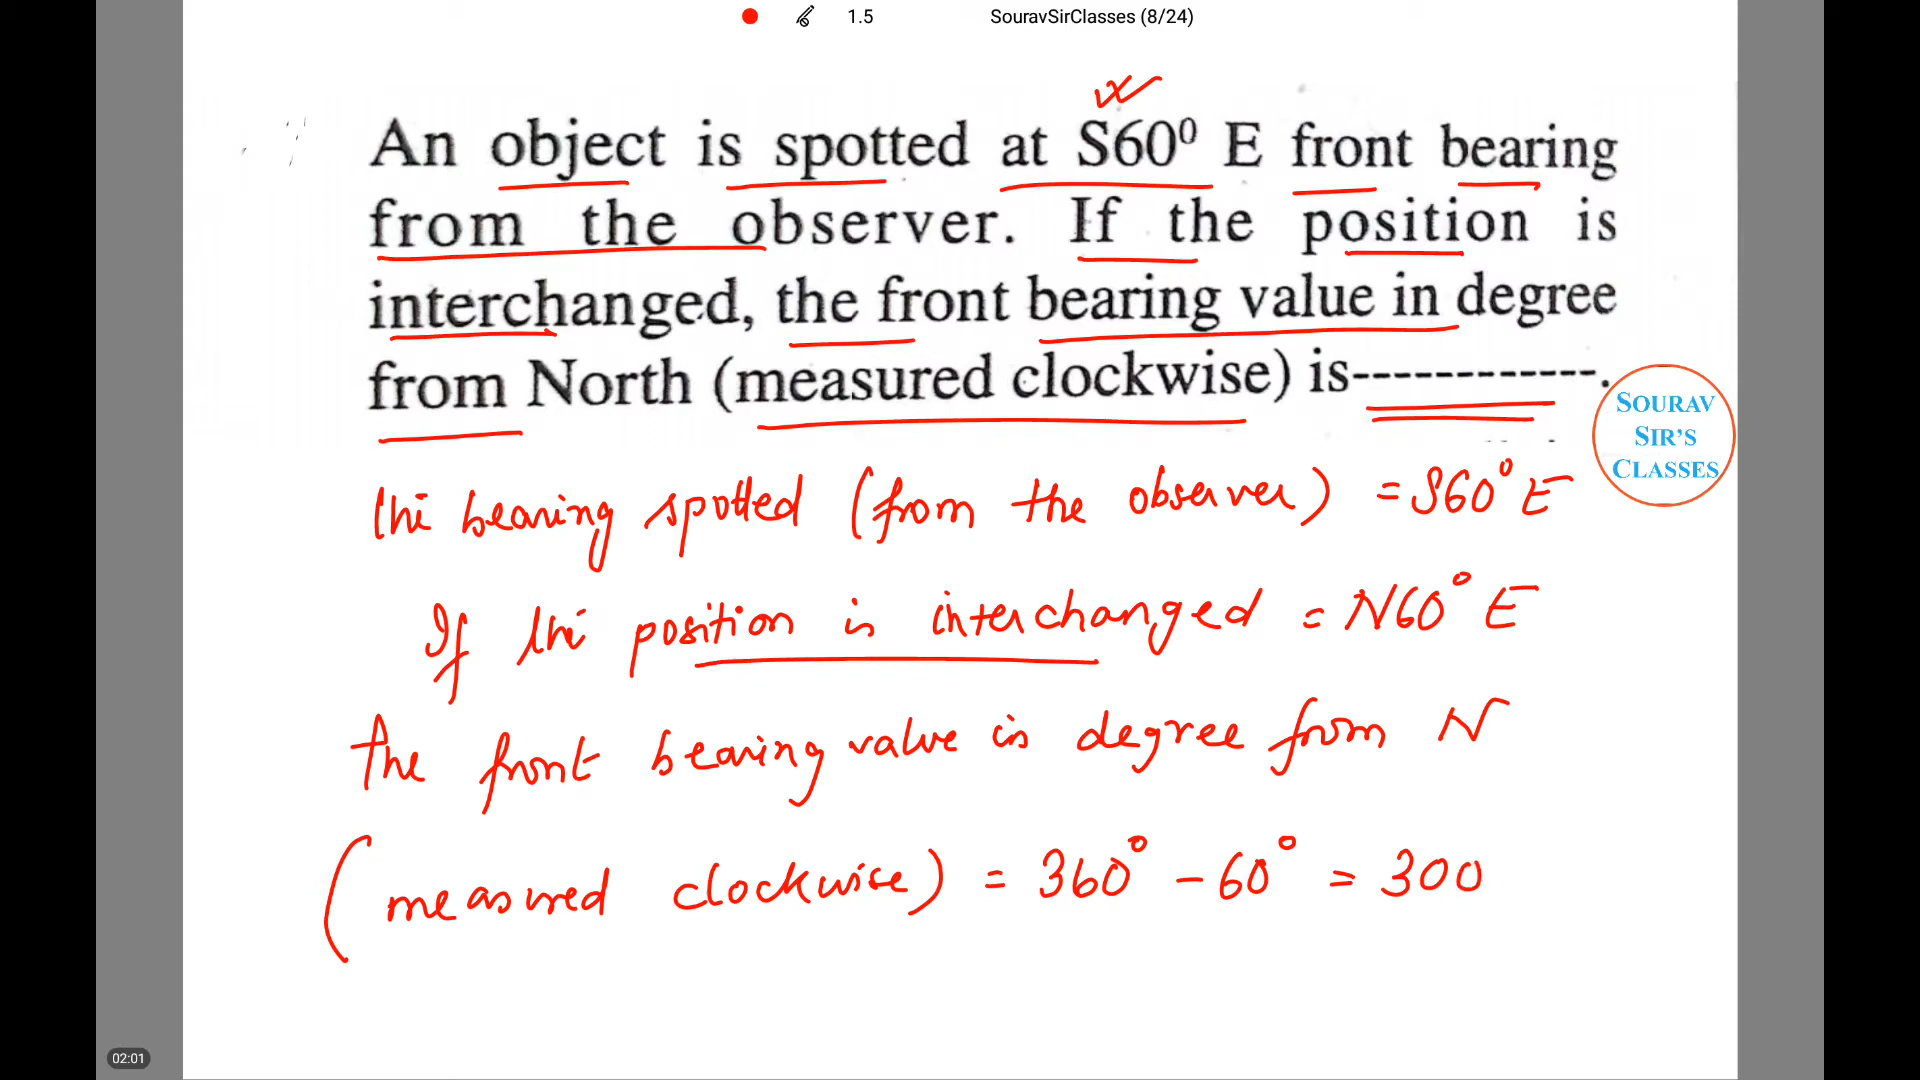 1.5 SouravSirClasses (8/24)
An object is spotted at S60⁰ E front bearing
from the observer. If the position is
interchanged, the front bearing value in degree
from North (measured clockwise) is------------.
SOURAV
SIR'S
CLASSES
the bearing spotted (from the observer) = S60° E
If the position is interchanged = N60° E
the front bearing value in degree from N
(measured clockwise) = 360° - 60° = 300
02:01